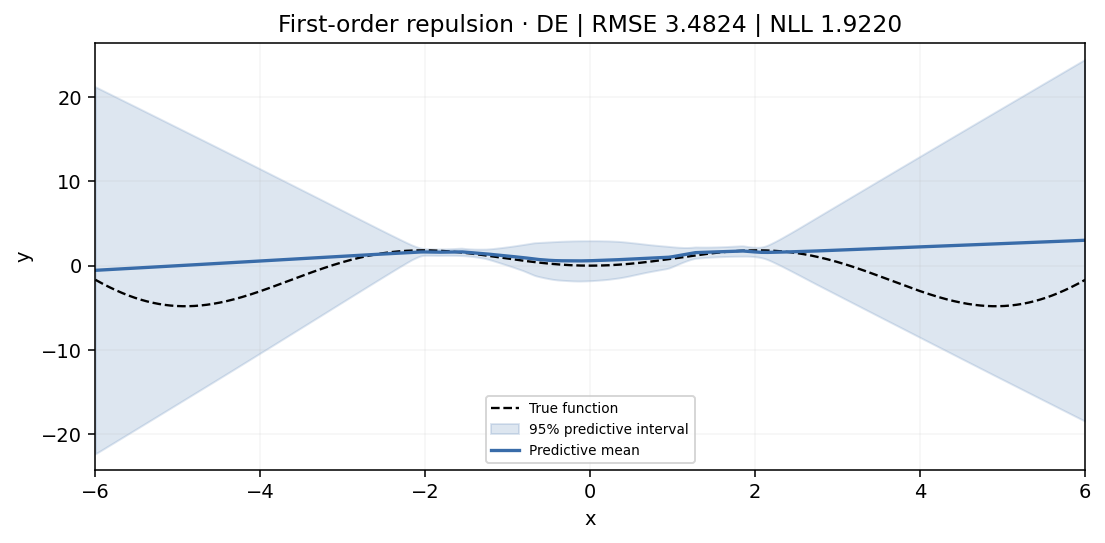 First-order repulsion · DE | RMSE 3.4824 | NLL 1.9220
y
20
10
0
−10
−20
True function
95% predictive interval
Predictive mean
−6 −4 −2 0 2 4 6
x